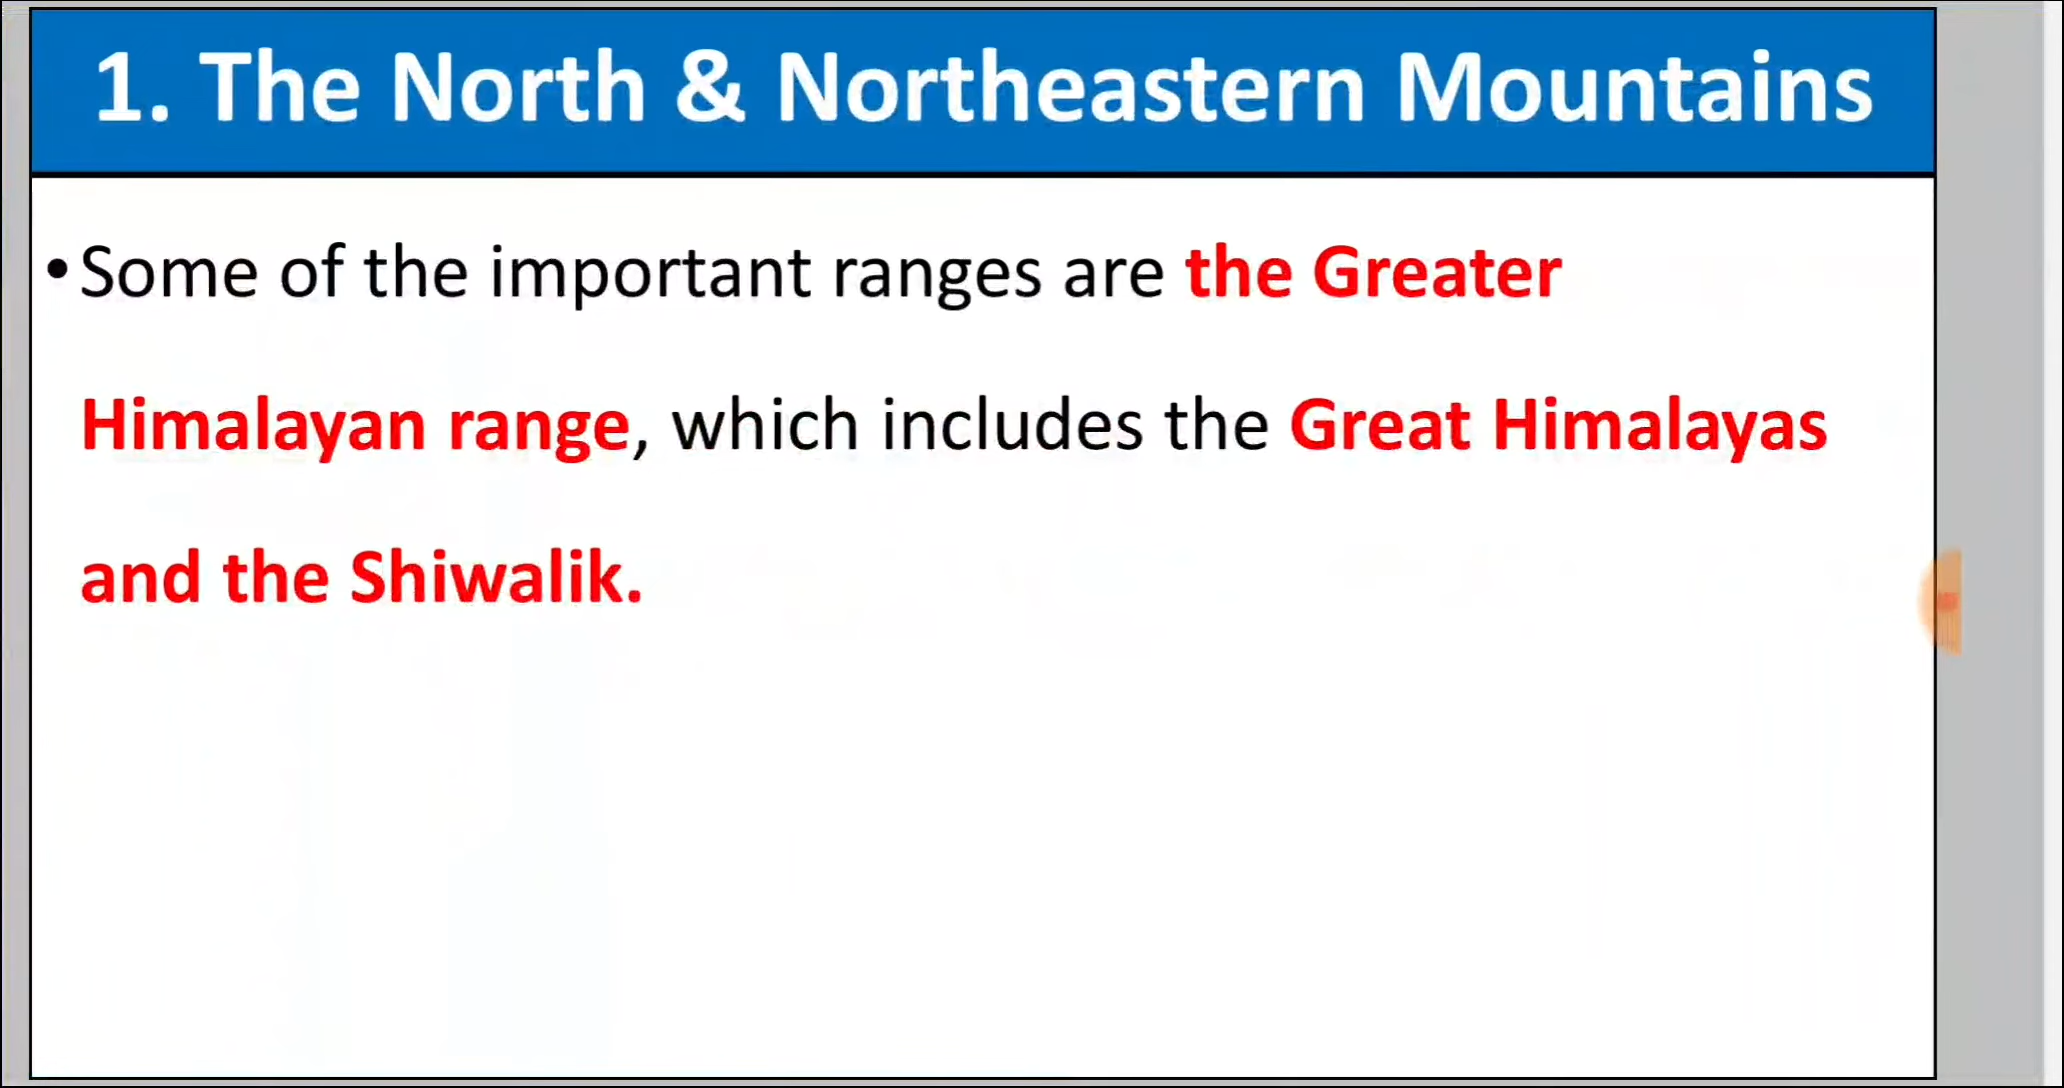 1. The North & Northeastern Mountains
• Some of the important ranges are the Greater
Himalayan range, which includes the Great Himalayas
and the Shiwalik.